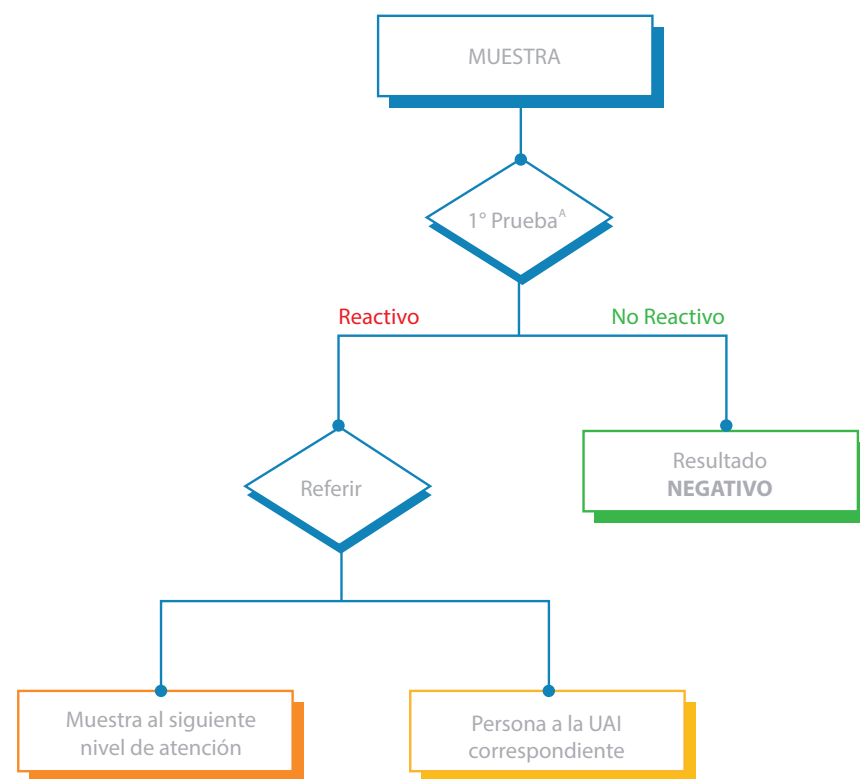 MUESTRA
1° Prueba^A
Reactivo
No Reactivo
Referir
Resultado
NEGATIVO
Muestra al siguiente
nivel de atención
Persona a la UAI
correspondiente